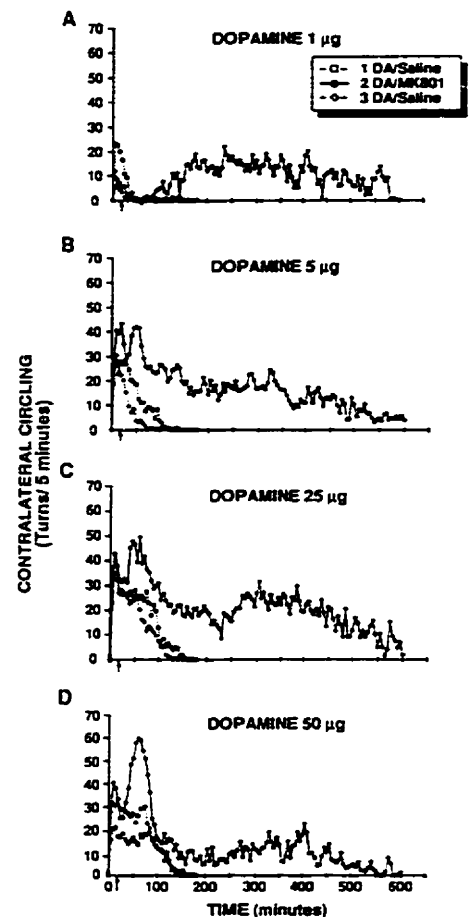 A
DOPAMINE 1 µg
1 DA/Saline
2 DA/MK801
3 DA/Saline
70
60
50
40
30
20
10
0
B
DOPAMINE 5 µg
70
60
50
40
30
20
10
0
CONTRALATERAL CIRCLING
(Turns/ 5 minutes)
C
DOPAMINE 25 µg
70
60
50
40
30
20
10
0
D
DOPAMINE 50 µg
70
60
50
40
30
20
10
0
0 100 200 300 400 500 600
TIME (minutes)